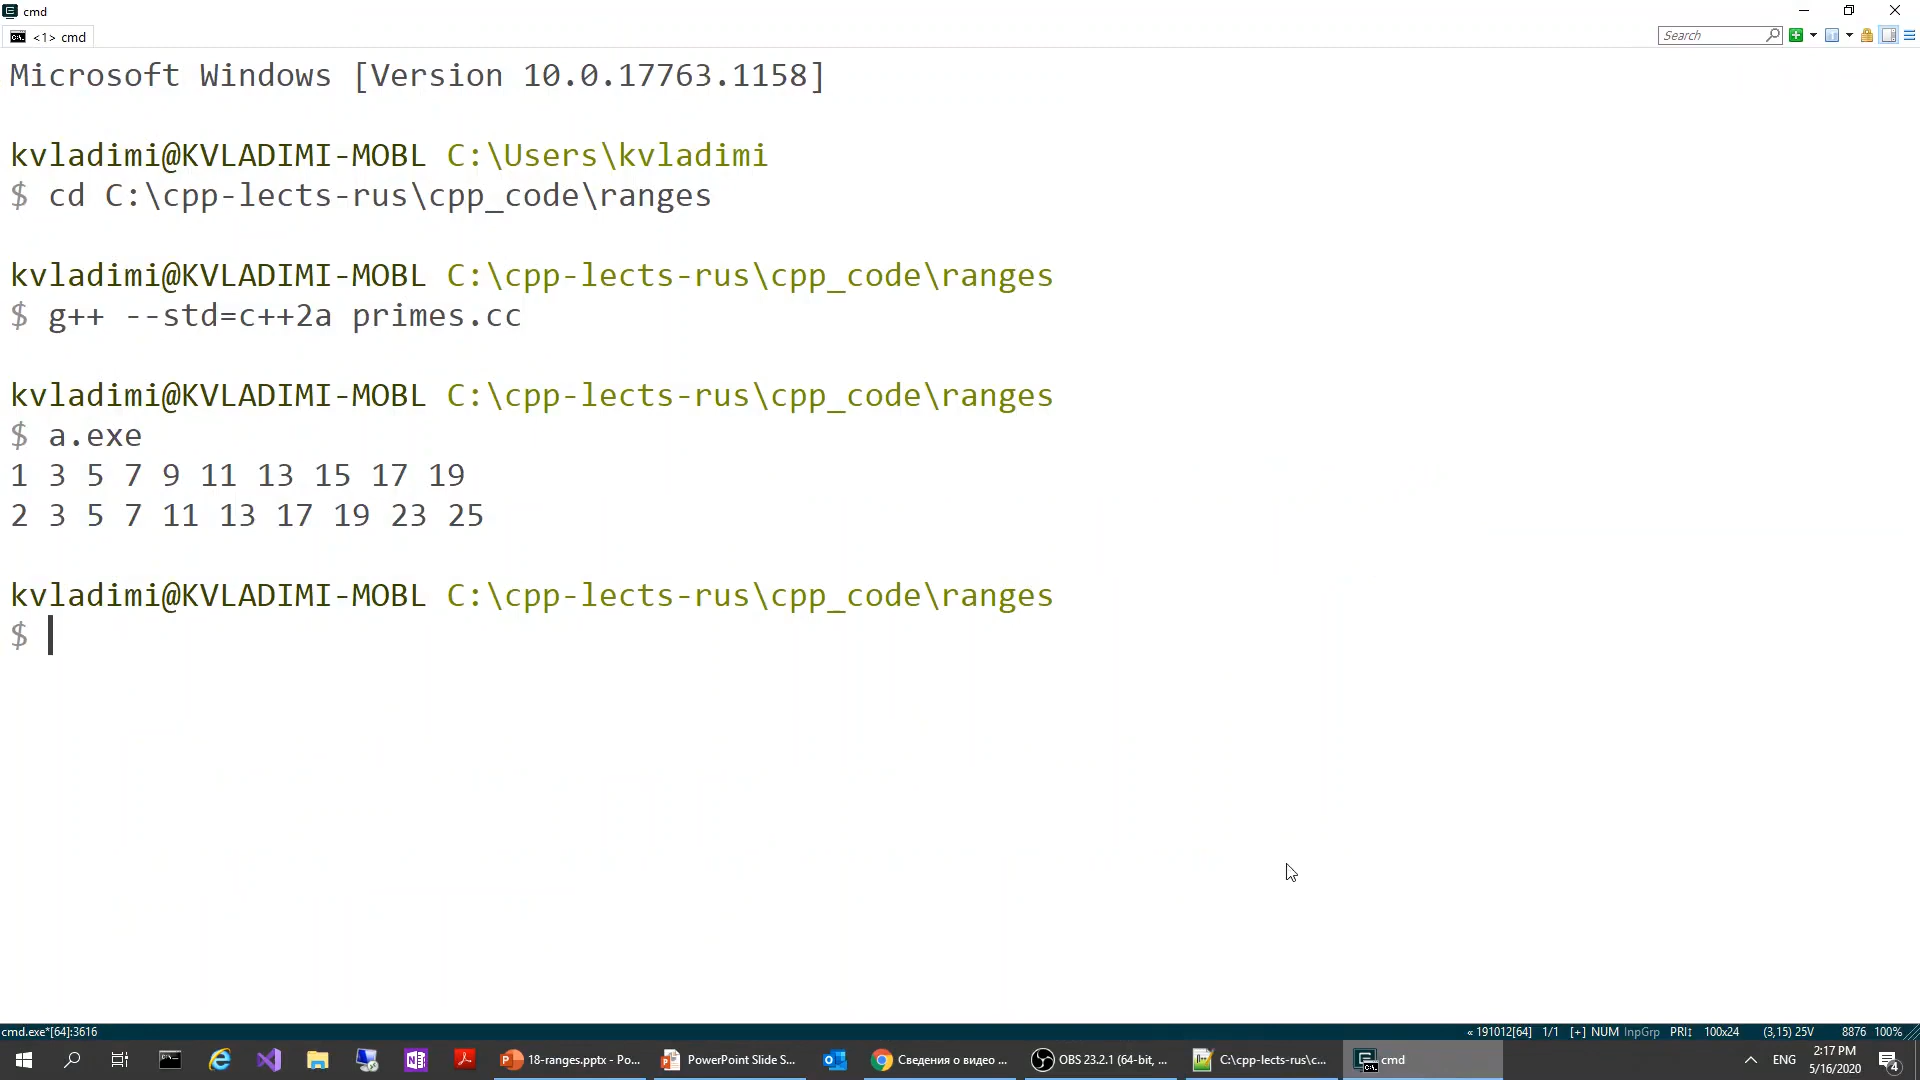 cmd
<1> cmd
Search
Microsoft Windows [Version 10.0.17763.1158]
kvladimi@KVLADIMI-MOBL C:\Users\kvladimi
$ cd C:\cpp-lects-rus\cpp_code\ranges
kvladimi@KVLADIMI-MOBL C:\cpp-lects-rus\cpp_code\ranges
$ g++ --std=c++2a primes.cc
kvladimi@KVLADIMI-MOBL C:\cpp-lects-rus\cpp_code\ranges
$ a.exe
1 3 5 7 9 11 13 15 17 19
2 3 5 7 11 13 17 19 23 25
kvladimi@KVLADIMI-MOBL C:\cpp-lects-rus\cpp_code\ranges
$
cmd.exe*[64]:3616
« 191012[64] 1/1 [+] NUM InpGrp PRI↕ 100x24 (3,15) 25V 8876 100%
18-ranges.pptx - Po...
PowerPoint Slide S...
Сведения о видео ...
OBS 23.2.1 (64-bit, ...
C:\cpp-lects-rus\c...
cmd
ENG
2:17 PM
5/16/2020
4